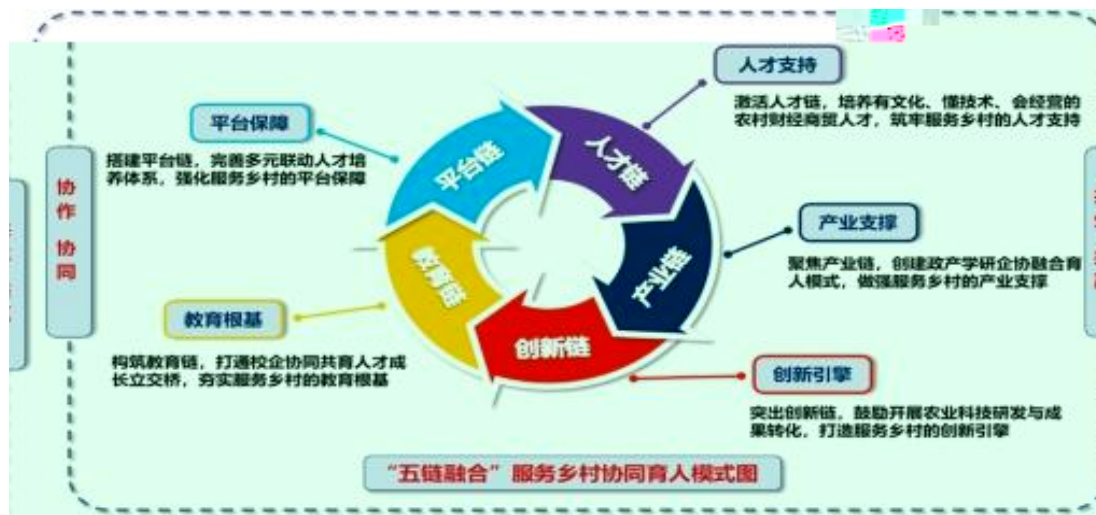 人才支持
激活人才链，培养有文化、懂技术、会经营的
农村财经商贸人才，筑牢服务乡村的人才支持
平台保障
搭建平台链，完善多元联动人才培
养体系，强化服务乡村的平台保障
协作 协同
平台链
人才链
产业支撑
聚焦产业链，创建政产学研企协融合育
人模式，做强服务乡村的产业支撑
教育链
产业链
创新链
教育根基
构筑教育链，打通校企协同共育人才成
长立交桥，夯实服务乡村的教育根基
创新引擎
突出创新链，鼓励开展农业科技研发与成
果转化，打造服务乡村的创新引擎
“五链融合”服务乡村协同育人模式图